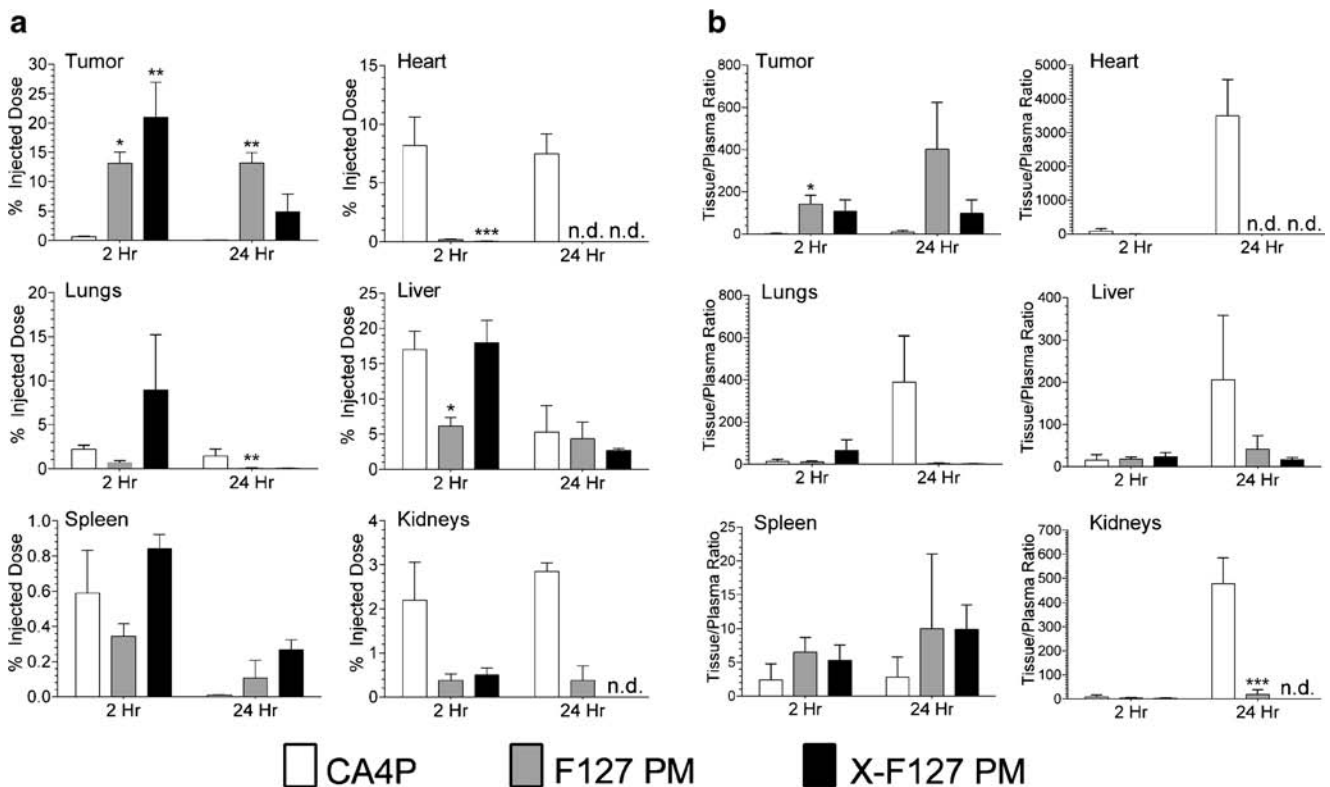 a
b
Tumor
% Injected Dose
30
25
20
15
10
5
0
*
**
**
2 Hr
24 Hr
Heart
% Injected Dose
15
10
5
0
***
n.d. n.d.
2 Hr
24 Hr
Tumor
Tissue/Plasma Ratio
800
600
400
200
0
*
2 Hr
24 Hr
Heart
Tissue/Plasma Ratio
5000
4000
3000
2000
1000
0
n.d. n.d.
2 Hr
24 Hr
Lungs
% Injected Dose
20
15
10
5
0
**
2 Hr
24 Hr
Liver
% Injected Dose
25
20
15
10
5
0
*
2 Hr
24 Hr
Lungs
Tissue/Plasma Ratio
800
600
400
200
0
2 Hr
24 Hr
Liver
Tissue/Plasma Ratio
400
300
200
100
0
2 Hr
24 Hr
Spleen
% Injected Dose
1.0
0.8
0.6
0.4
0.2
0.0
2 Hr
24 Hr
Kidneys
% Injected Dose
4
3
2
1
0
n.d.
2 Hr
24 Hr
Spleen
Tissue/Plasma Ratio
25
20
15
10
5
0
2 Hr
24 Hr
Kidneys
Tissue/Plasma Ratio
700
600
500
400
300
200
100
0
***
n.d.
2 Hr
24 Hr
CA4P
F127 PM
X-F127 PM